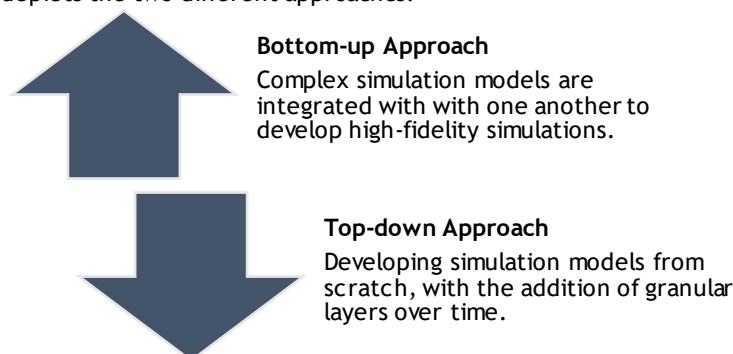 depicts the two different approaches.
Bottom-up Approach
Complex simulation models are
integrated with with one another to
develop high-fidelity simulations.
Top-down Approach
Developing simulation models from
scratch, with the addition of granular
layers over time.